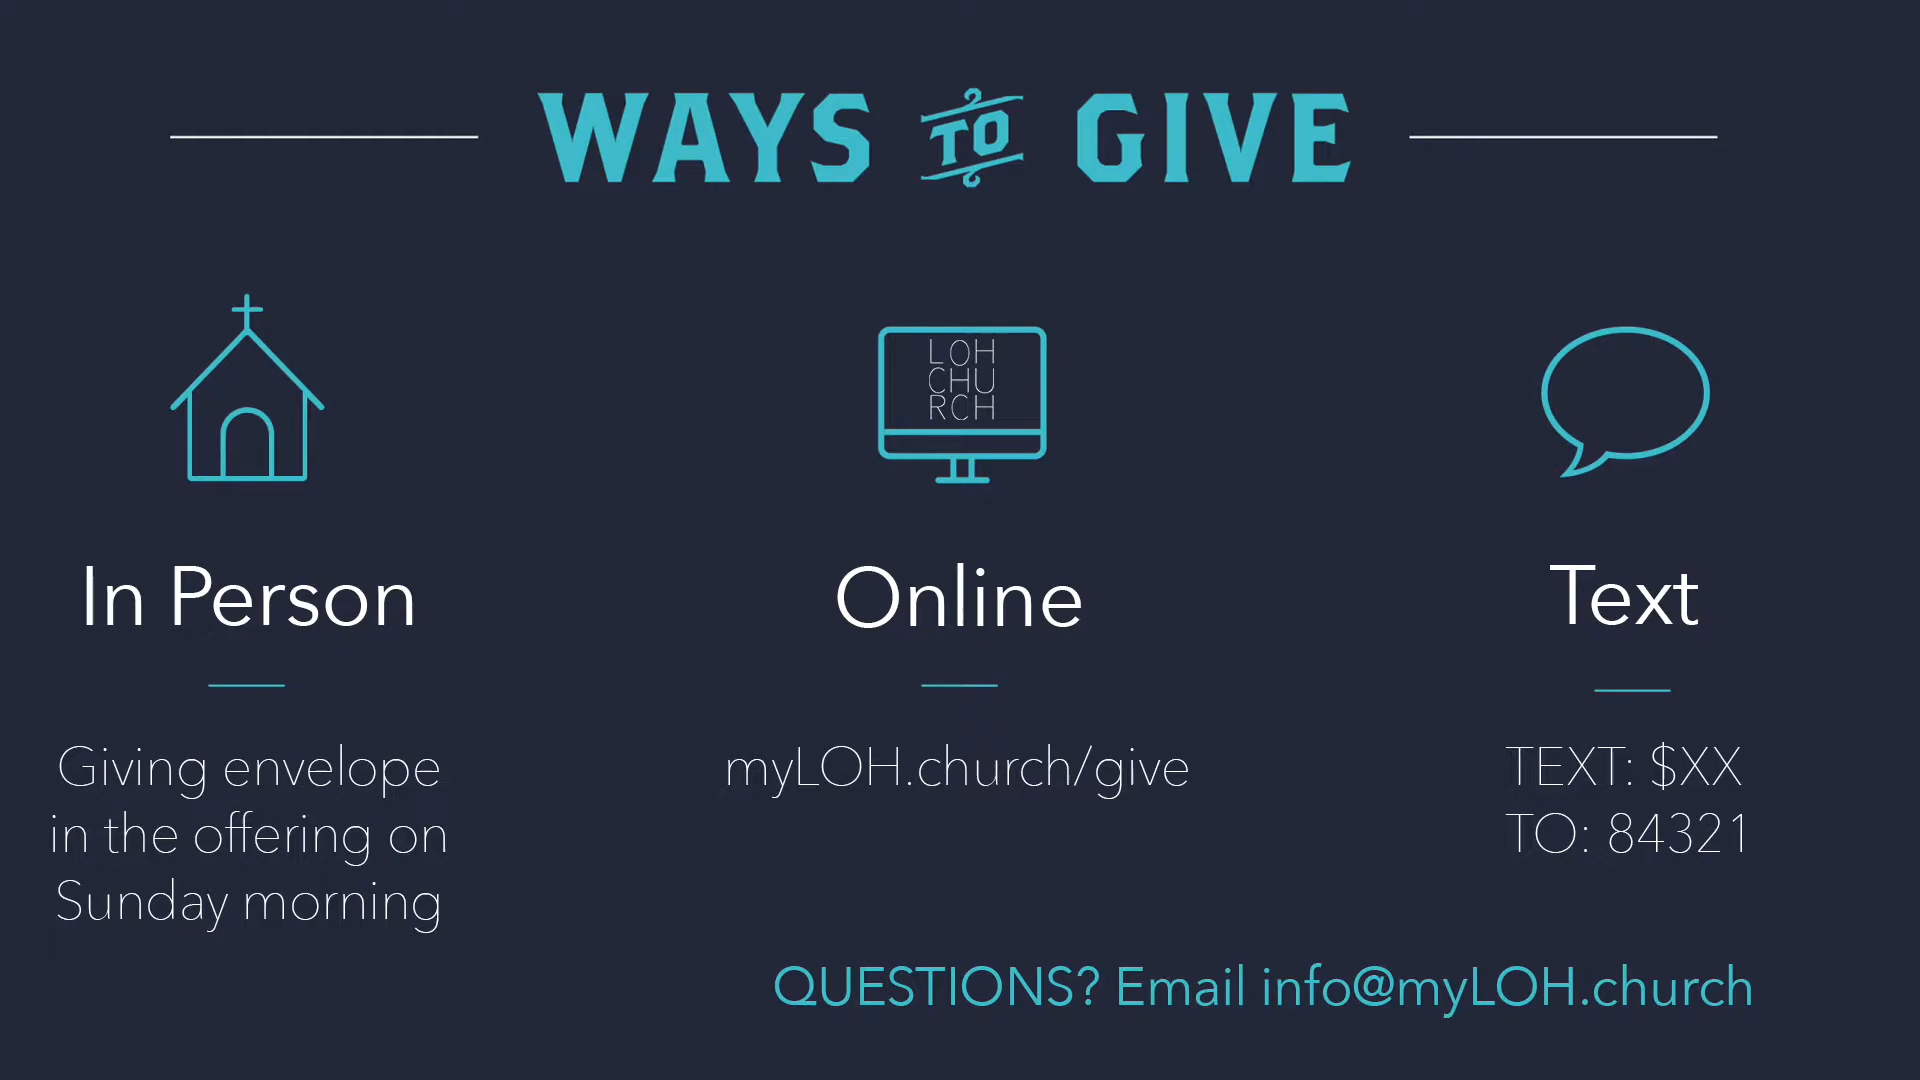 WAYS TO GIVE
LOH
CHU
RCH
In Person
Giving envelope
in the offering on
Sunday morning
Online
myLOH.church/give
Text
TEXT: $XX
TO: 84321
QUESTIONS? Email info@myLOH.church